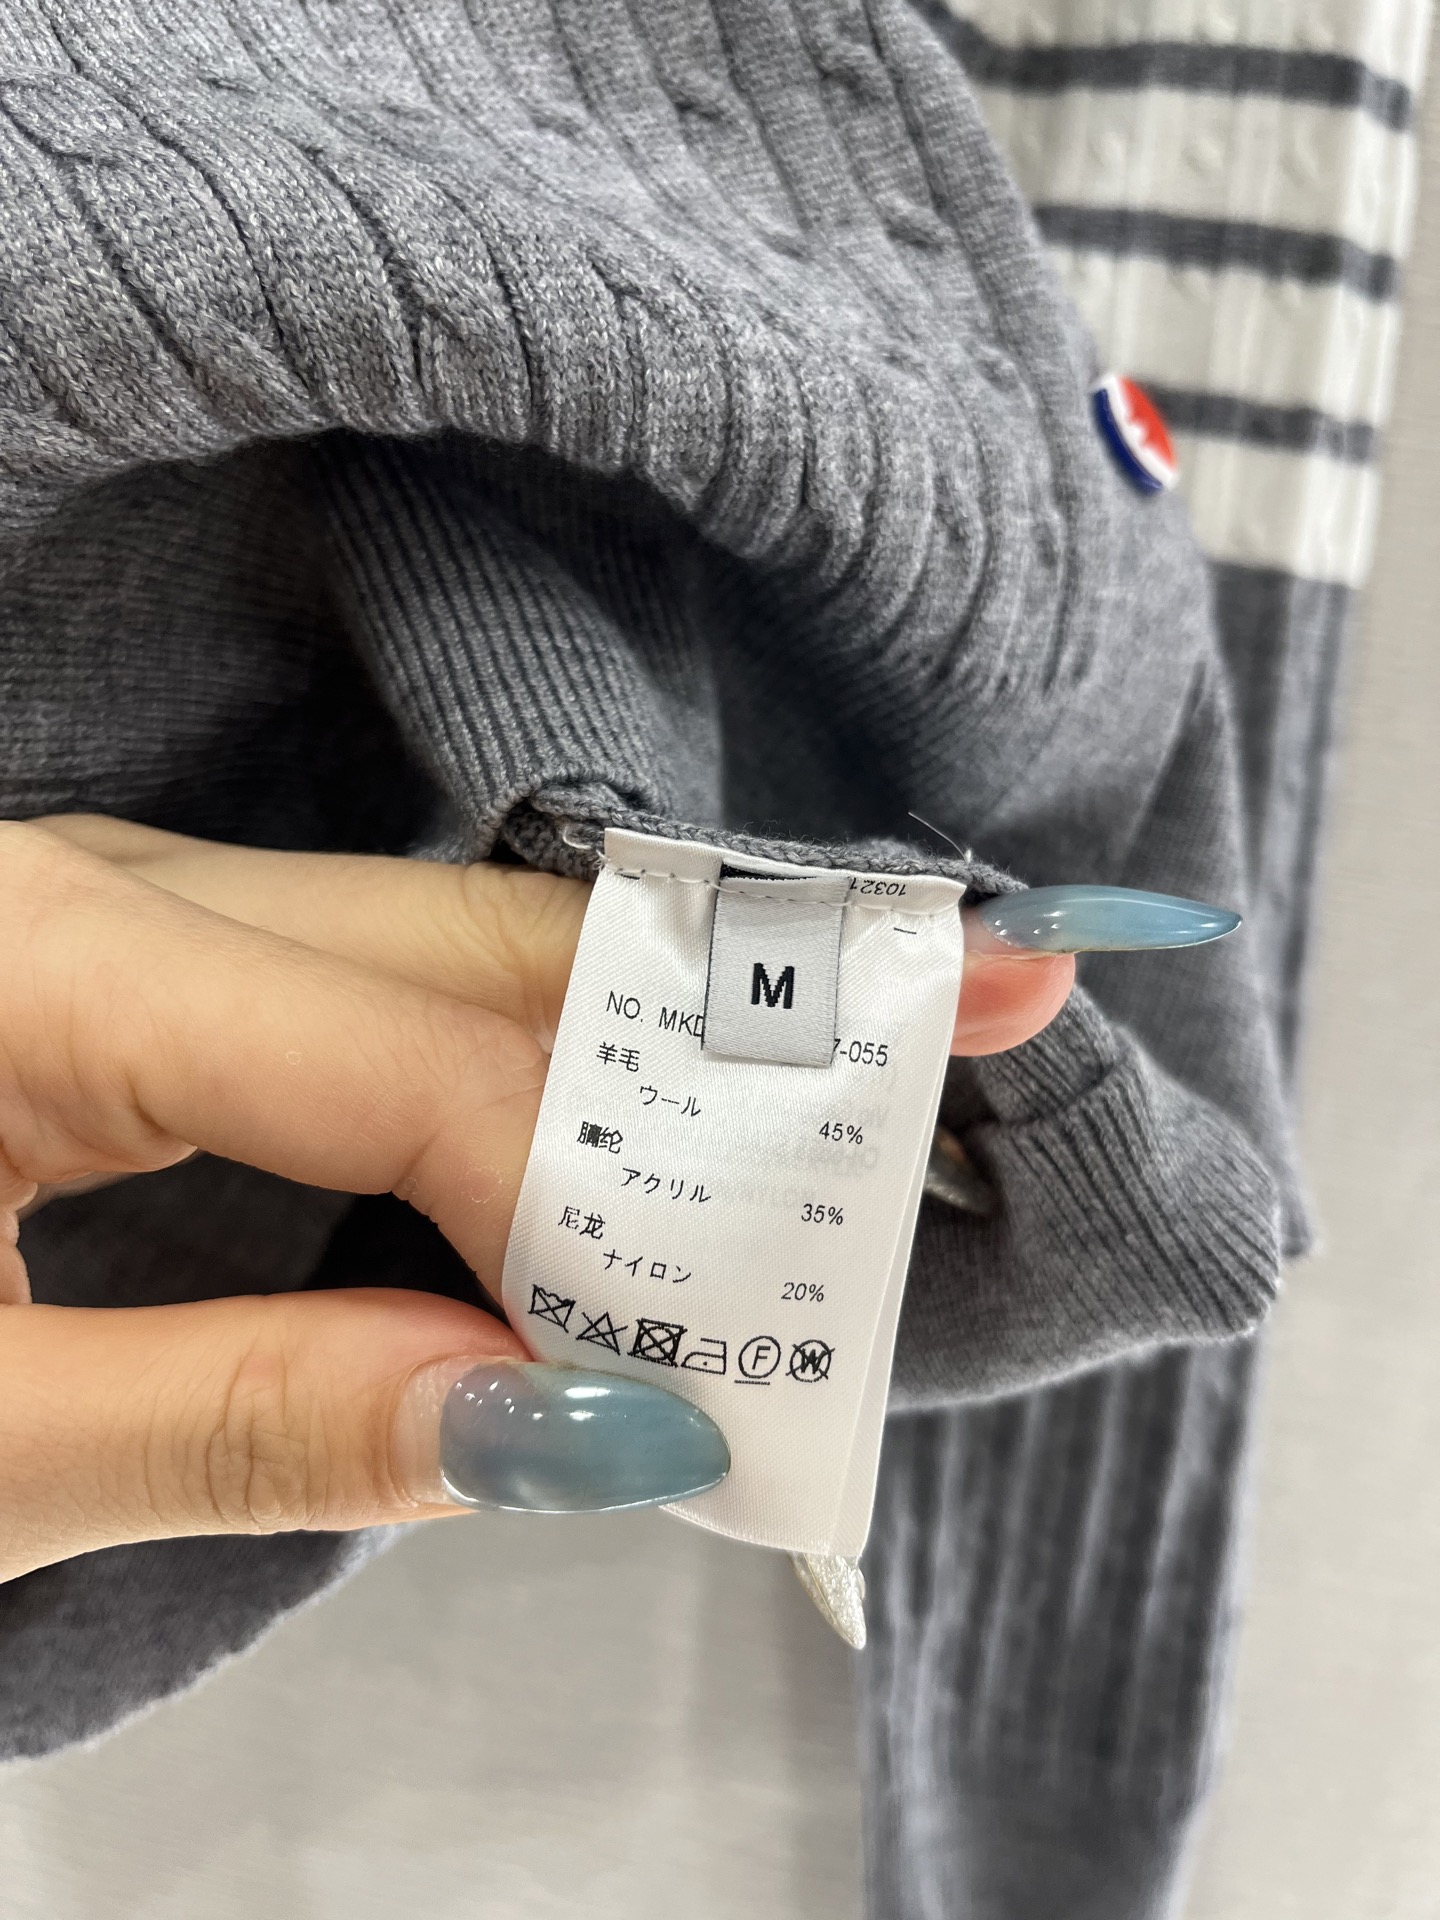 10321
M
NO. MKD 7-055
羊毛
ウール 45%
腈纶
アクリル 35%
尼龙
ナイロン 20%
F W